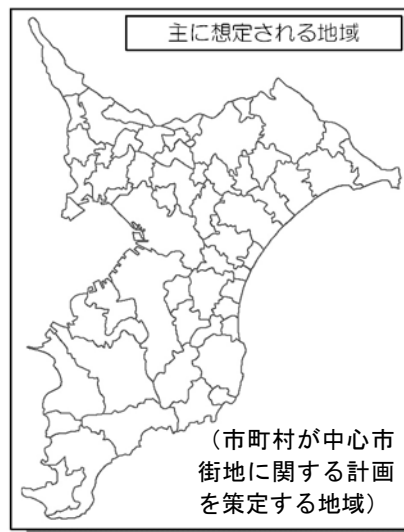 主に想定される地域
（市町村が中心市
街地に関する計画
を策定する地域）